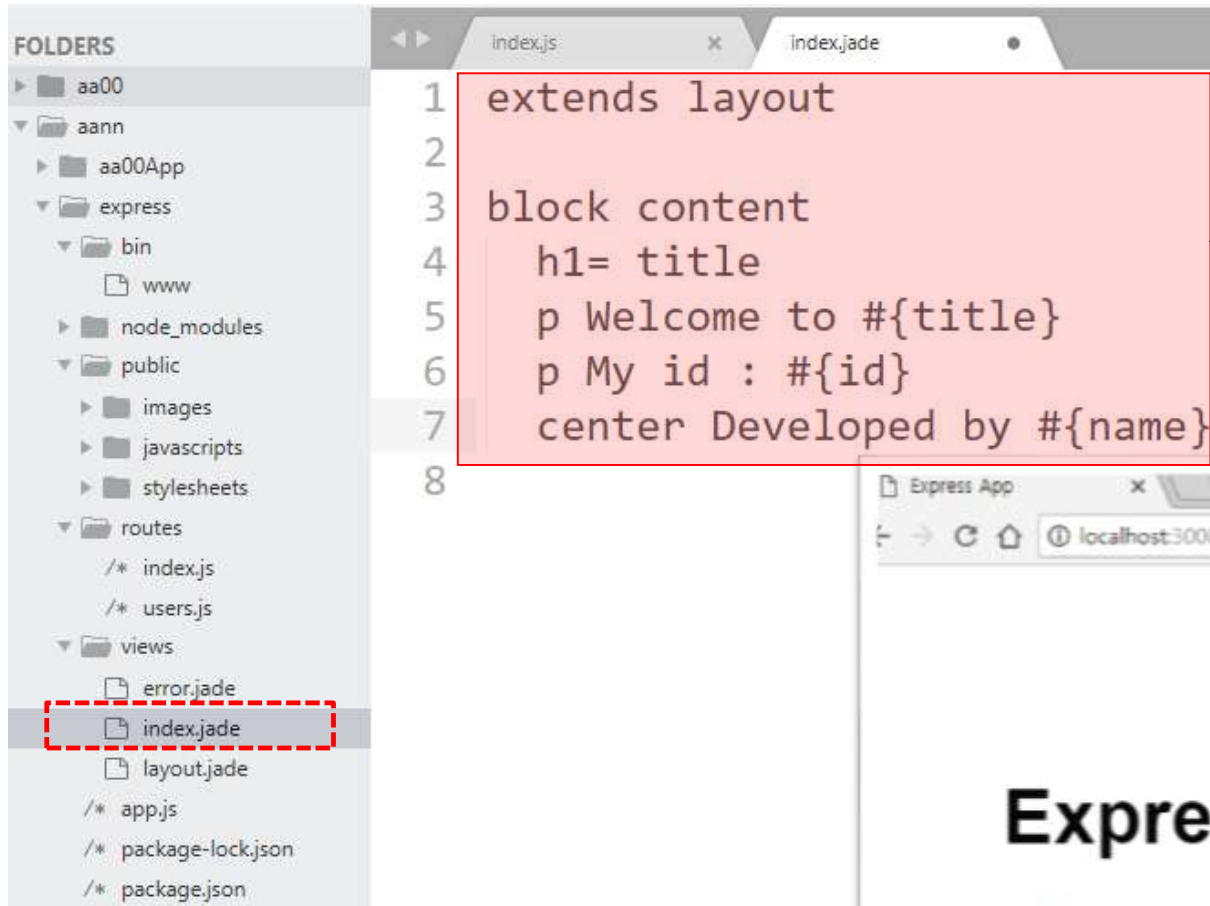 FOLDERS
aa00
aann
aa00App
express
bin
www
node_modules
public
images
javascripts
stylesheets
routes
/* index.js
/* users.js
views
error.jade
index.jade
layout.jade
/* app.js
/* package-lock.json
/* package.json
index.js × index.jade
1 extends layout
2
3 block content
4 h1= title
5 p Welcome to #{title}
6 p My id : #{id}
7 center Developed by #{name}
8
Express App ×
localhost:300
Expre